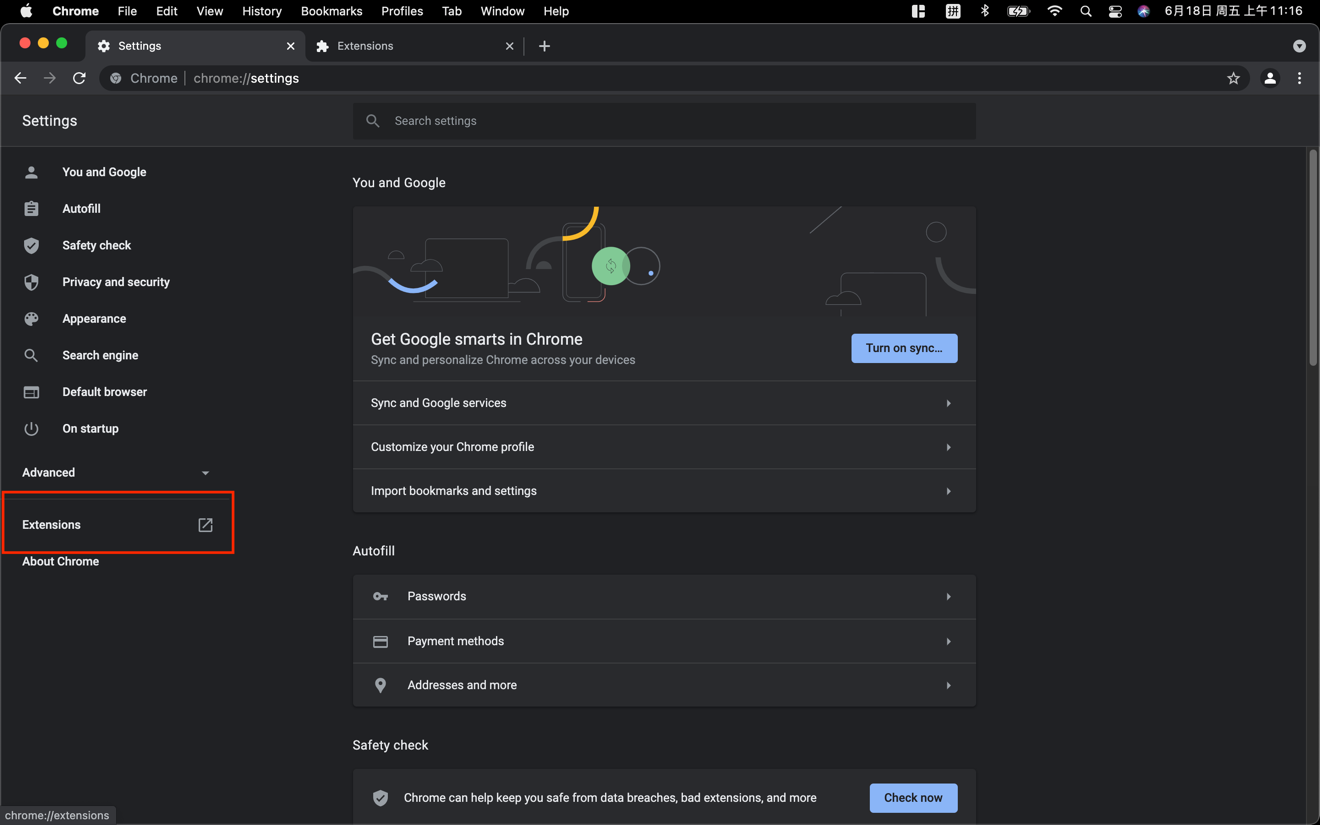 Chrome File Edit View History Bookmarks Profiles Tab Window Help 拼 6月18日 周五 上午11:16
Settings Extensions
Chrome | chrome://settings
Settings
Search settings
You and Google
Autofill
Safety check
Privacy and security
Appearance
Search engine
Default browser
On startup
Advanced
Extensions
About Chrome
You and Google
Get Google smarts in Chrome
Sync and personalize Chrome across your devices
Turn on sync...
Sync and Google services
Customize your Chrome profile
Import bookmarks and settings
Autofill
Passwords
Payment methods
Addresses and more
Safety check
Chrome can help keep you safe from data breaches, bad extensions, and more
Check now
chrome://extensions